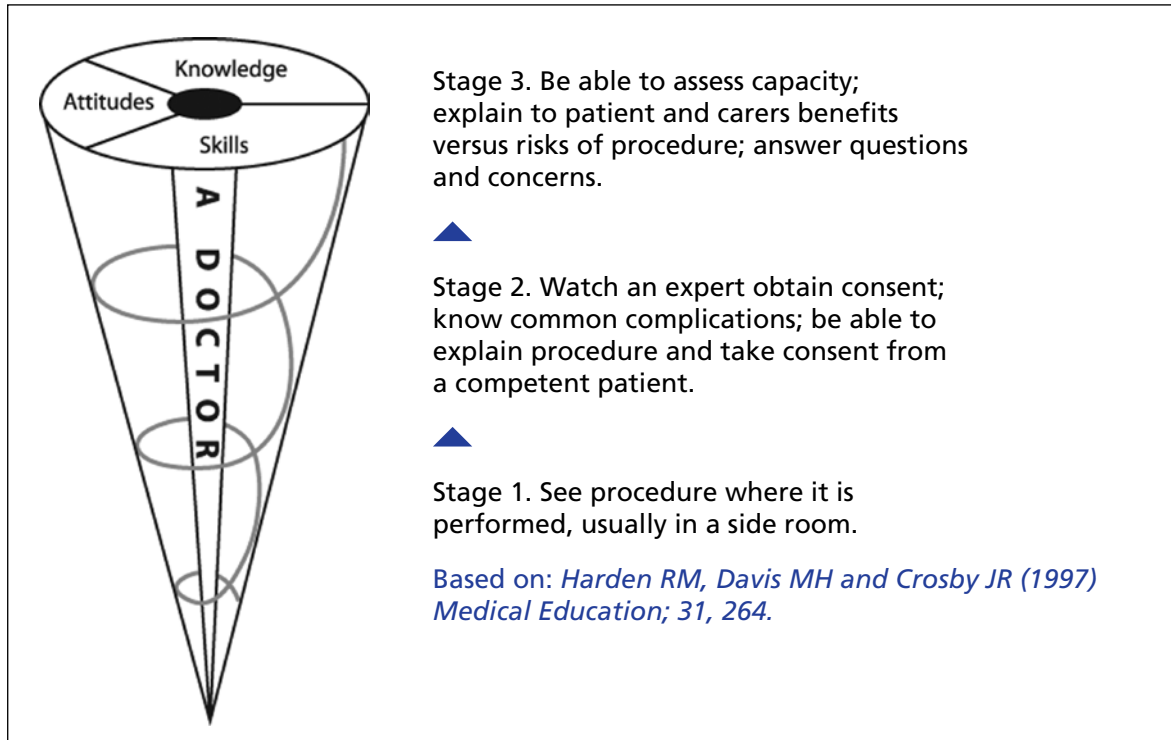 Knowledge
Attitudes
Skills
A DOCTOR
Stage 3. Be able to assess capacity;
explain to patient and carers benefits
versus risks of procedure; answer questions
and concerns.
Stage 2. Watch an expert obtain consent;
know common complications; be able to
explain procedure and take consent from
a competent patient.
Stage 1. See procedure where it is
performed, usually in a side room.
Based on: Harden RM, Davis MH and Crosby JR (1997)
Medical Education; 31, 264.